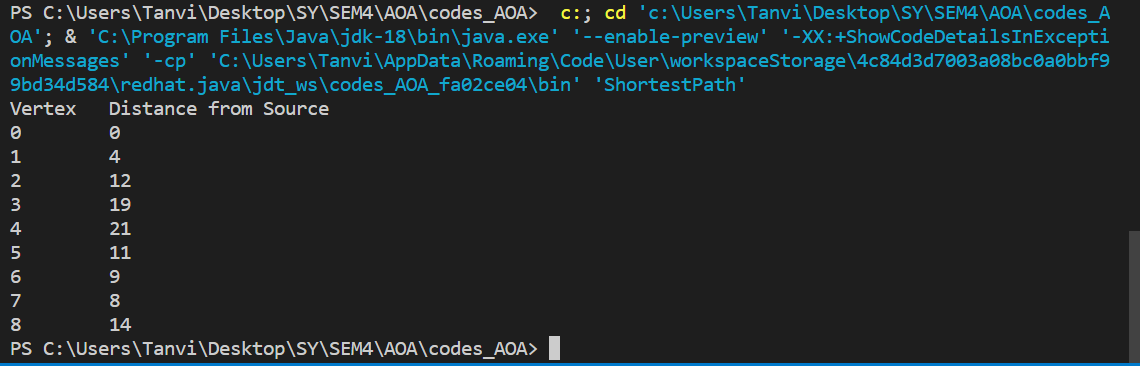 PS C:\Users\Tanvi\Desktop\SY\SEM4\AOA\codes_AOA>  c:; cd 'c:\Users\Tanvi\Desktop\SY\SEM4\AOA\codes_A
OA'; & 'C:\Program Files\Java\jdk-18\bin\java.exe' '--enable-preview' '-XX:+ShowCodeDetailsInExcepti
onMessages' '-cp' 'C:\Users\Tanvi\AppData\Roaming\Code\User\workspaceStorage\4c84d3d7003a08bc0a0bbf9
9bd34d584\redhat.java\jdt_ws\codes_AOA_fa02ce04\bin' 'ShortestPath'
Vertex   Distance from Source
0        0
1        4
2        12
3        19
4        21
5        11
6        9
7        8
8        14
PS C:\Users\Tanvi\Desktop\SY\SEM4\AOA\codes_AOA>